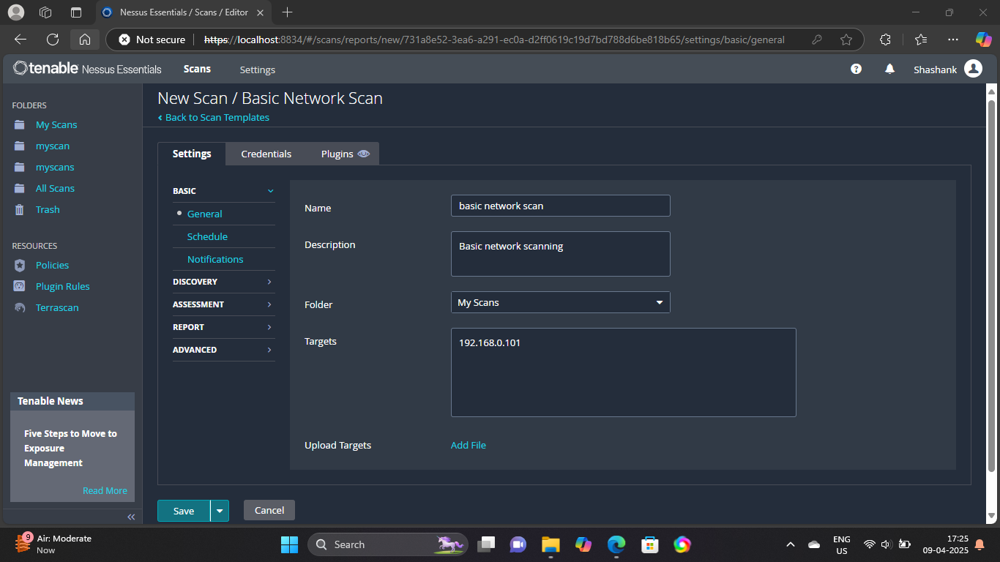 Nessus Essentials / Scans / Editor
Not secure
https://localhost:8834/#/scans/reports/new/731a8e52-3ea6-a291-ec0a-d2ff0619c19d7bd788d6be818b65/settings/basic/general
tenable Nessus Essentials
Scans
Settings
?
Shashank
FOLDERS
My Scans
myscan
myscans
All Scans
Trash
RESOURCES
Policies
Plugin Rules
Terrascan
Tenable News
Five Steps to Move to
Exposure
Management
Read More
New Scan / Basic Network Scan
Back to Scan Templates
Settings
Credentials
Plugins
BASIC
General
Schedule
Notifications
DISCOVERY
ASSESSMENT
REPORT
ADVANCED
Name
basic network scan
Description
Basic network scanning
Folder
My Scans
Targets
192.168.0.101
Upload Targets
Add File
Save
Cancel
9
Air: Moderate
Now
Search
ENG
US
17:25
09-04-2025